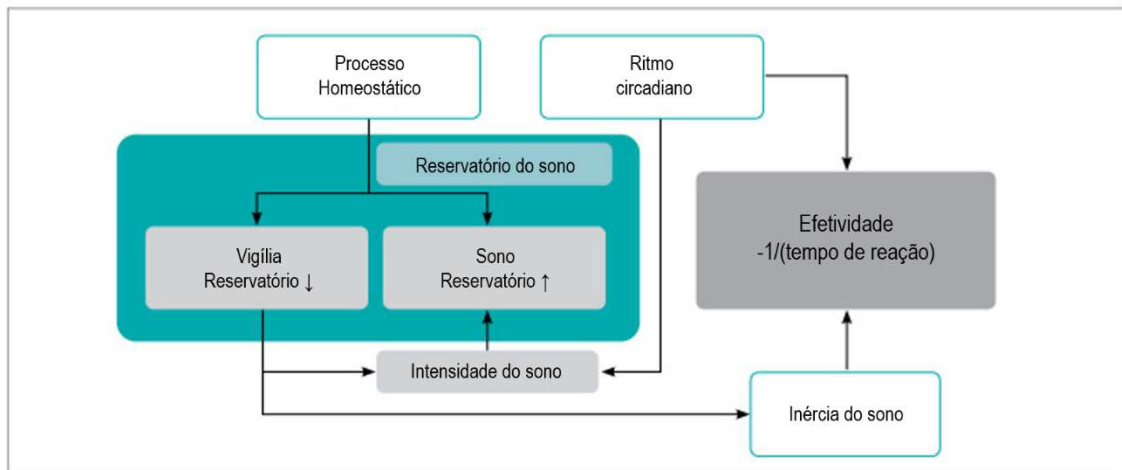 Processo
Homeostático
Ritmo
circadiano
Reservatório do sono
Vigília
Reservatório ↓
Sono
Reservatório ↑
Efetividade
-1/(tempo de reação)
Intensidade do sono
Inércia do sono